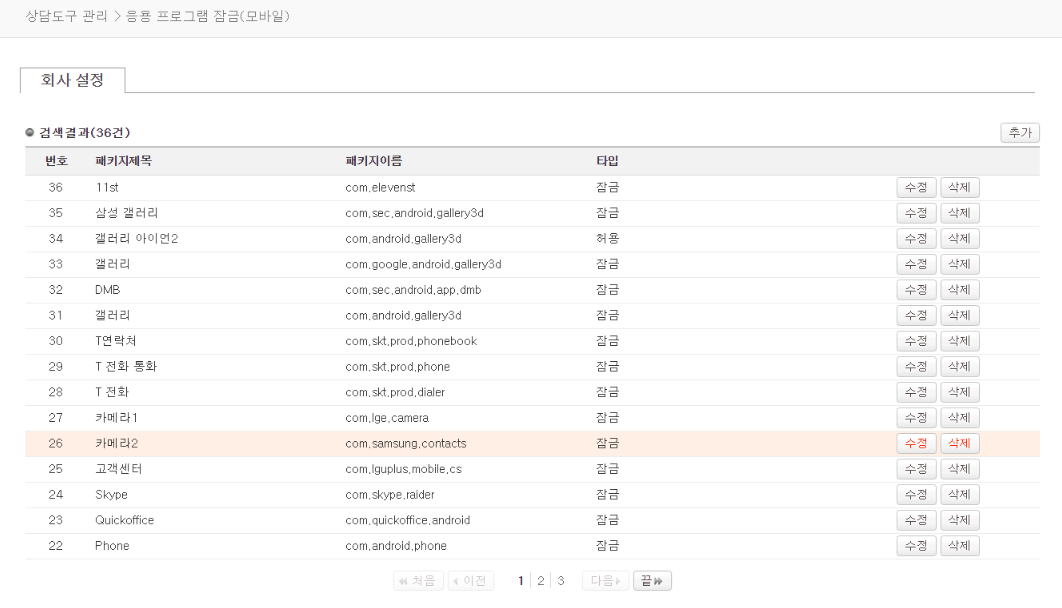 상담도구 관리 > 응용 프로그램 잠금(모바일)
회사 설정
검색결과(36건) 추가
번호 패키지제목 패키지이름 타입
36 11st com.elevenst 잠금 수정 삭제
35 삼성 갤러리 com.sec.android.gallery3d 잠금 수정 삭제
34 갤러리 아이언2 com.android.gallery3d 허용 수정 삭제
33 갤러리 com.google.android.gallery3d 잠금 수정 삭제
32 DMB com.sec.android.app.dmb 잠금 수정 삭제
31 갤러리 com.android.gallery3d 잠금 수정 삭제
30 T연락처 com.skt.prod.phonebook 잠금 수정 삭제
29 T 전화 통화 com.skt.prod.phone 잠금 수정 삭제
28 T 전화 com.skt.prod.dialer 잠금 수정 삭제
27 카메라1 com.lge.camera 잠금 수정 삭제
26 카메라2 com.samsung.contacts 잠금 수정 삭제
25 고객센터 com.lguplus.mobile.cs 잠금 수정 삭제
24 Skype com.skype.raider 잠금 수정 삭제
23 Quickoffice com.quickoffice.android 잠금 수정 삭제
22 Phone com.android.phone 잠금 수정 삭제
처음 이전 1 2 3 다음 끝